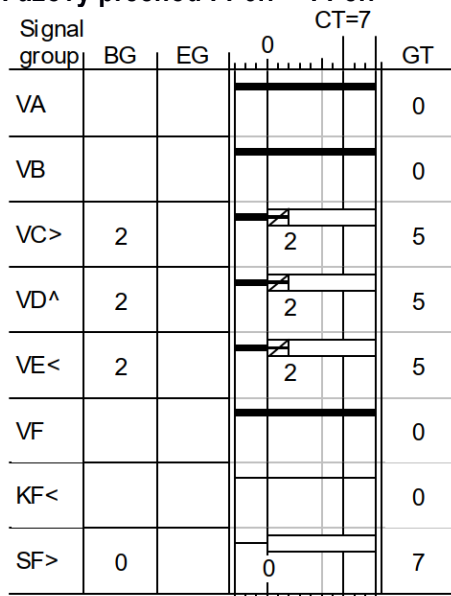 CT=7
Signal
group BG EG 0 GT
VA 0
VB 0
VC> 2 2 5
VD^ 2 2 5
VE< 2 2 5
VF 0
KF< 0
SF> 0 0 7